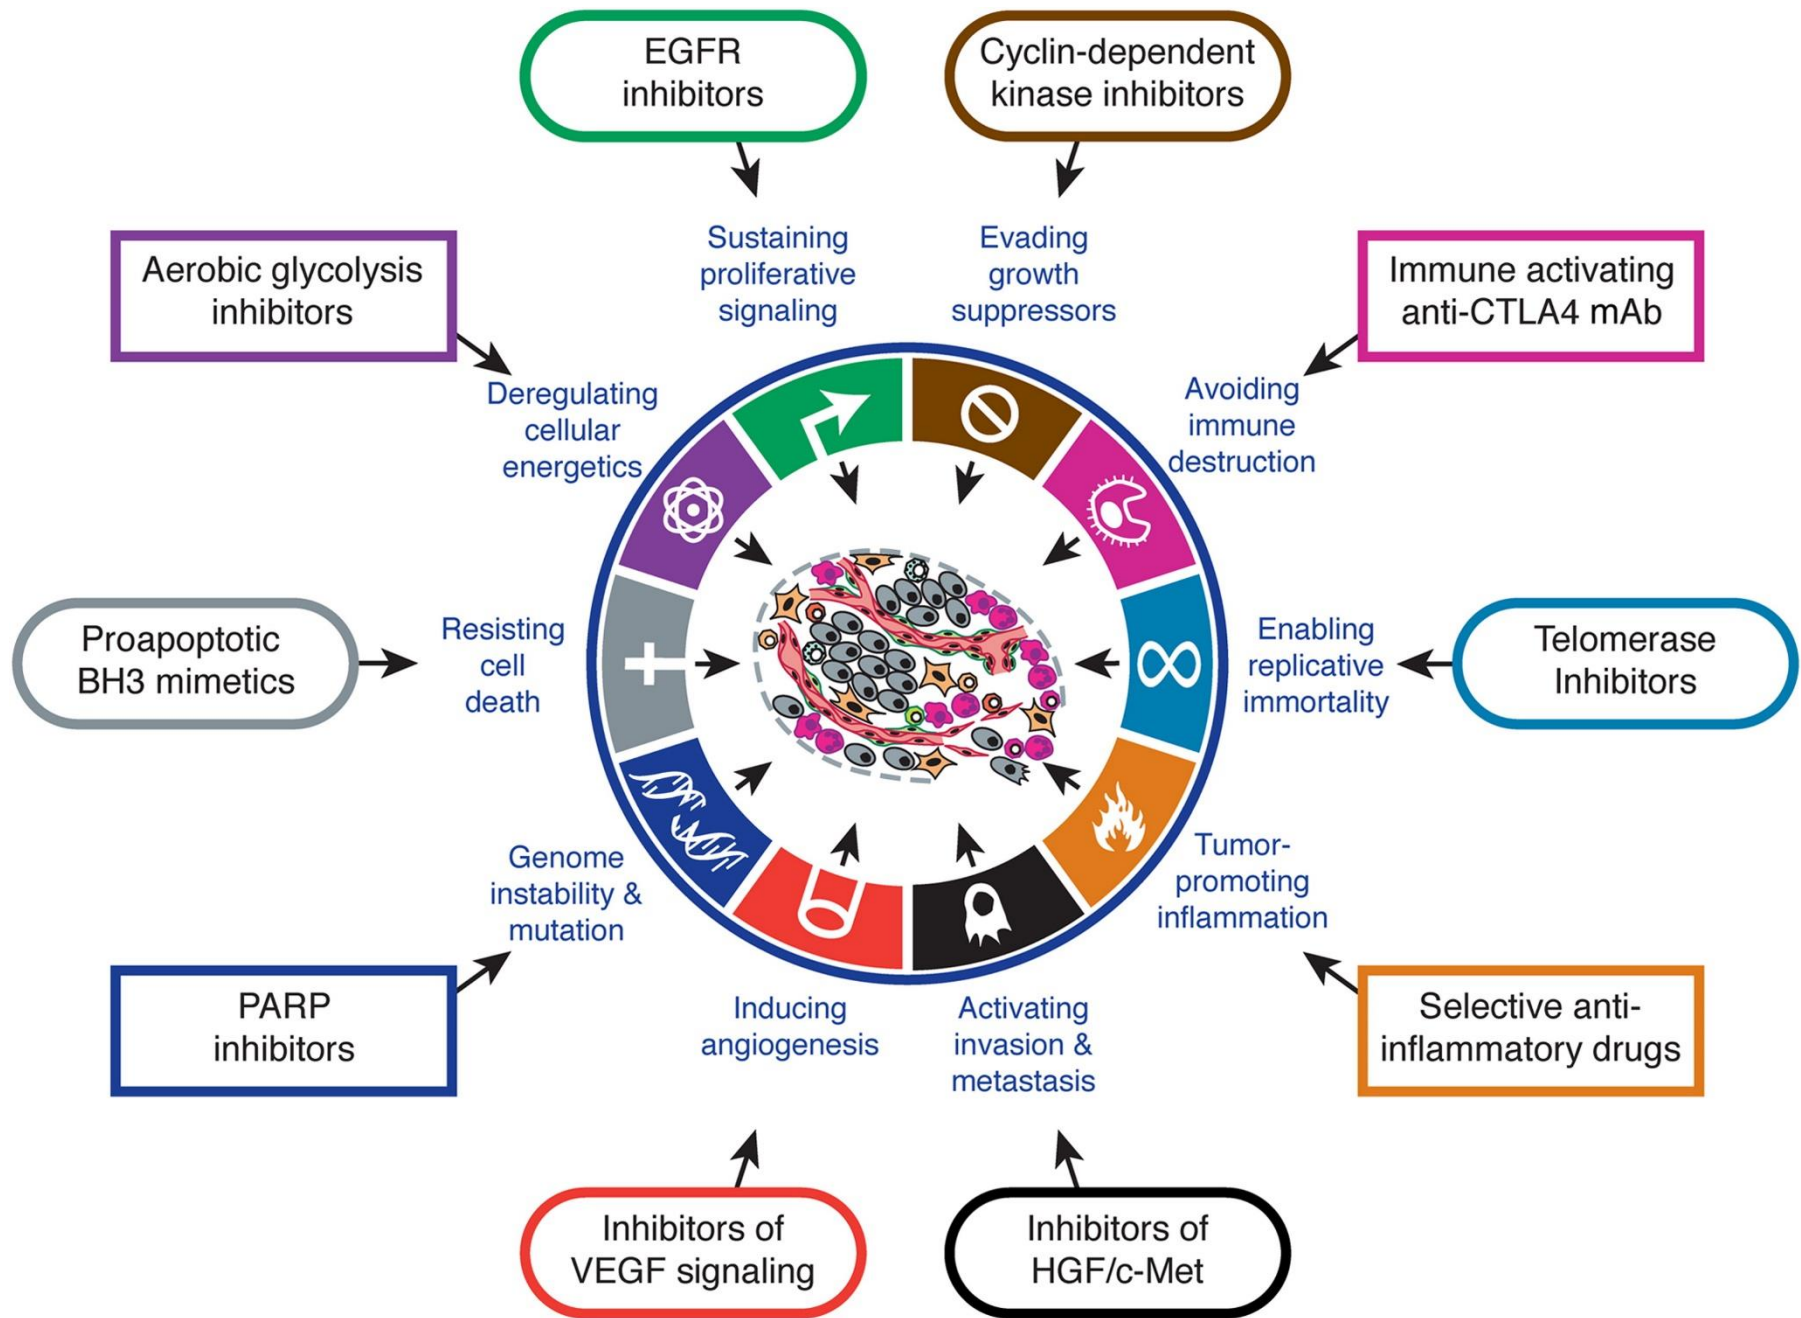 EGFR
inhibitors
Cyclin-dependent
kinase inhibitors
Sustaining
proliferative
signaling
Evading
growth
suppressors
Aerobic glycolysis
inhibitors
Immune activating
anti-CTLA4 mAb
Deregulating
cellular
energetics
Avoiding
immune
destruction
Proapoptotic
BH3 mimetics
Resisting
cell
death
Enabling
replicative
immortality
Telomerase
Inhibitors
Genome
instability &
mutation
Tumor-
promoting
inflammation
PARP
inhibitors
Inducing
angiogenesis
Activating
invasion &
metastasis
Selective anti-
inflammatory drugs
Inhibitors of
VEGF signaling
Inhibitors of
HGF/c-Met